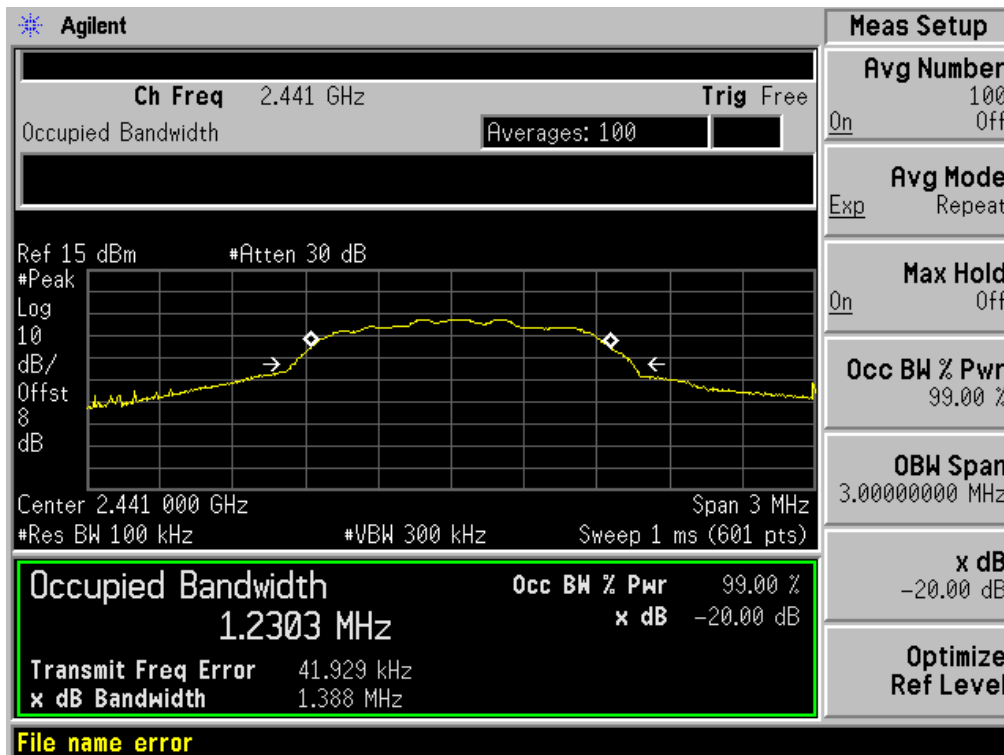 Agilent
Meas Setup
Ch Freq 2.441 GHz Trig Free
Occupied Bandwidth Averages: 100
Avg Number
100
On Off
Avg Mode
Exp Repeat
Max Hold
On Off
Occ BW % Pwr
99.00 %
OBW Span
3.00000000 MHz
x dB
-20.00 dB
Optimize
Ref Level
Ref 15 dBm #Atten 30 dB
#Peak
Log
10
dB/
Offst
8
dB
Center 2.441 000 GHz Span 3 MHz
#Res BW 100 kHz #VBW 300 kHz Sweep 1 ms (601 pts)
Occupied Bandwidth Occ BW % Pwr 99.00 %
1.2303 MHz x dB -20.00 dB
Transmit Freq Error 41.929 kHz
x dB Bandwidth 1.388 MHz
File name error